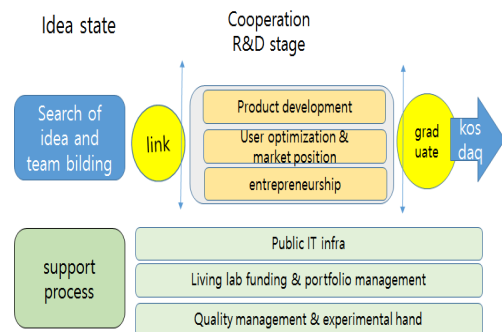 Idea state
Cooperation
R&D stage
Search of
idea and
team bilding
link
Product development
User optimization &
market position
entrepreneurship
grad
uate
kos
daq
support
process
Public IT infra
Living lab funding & portfolio management
Quality management & experimental hand